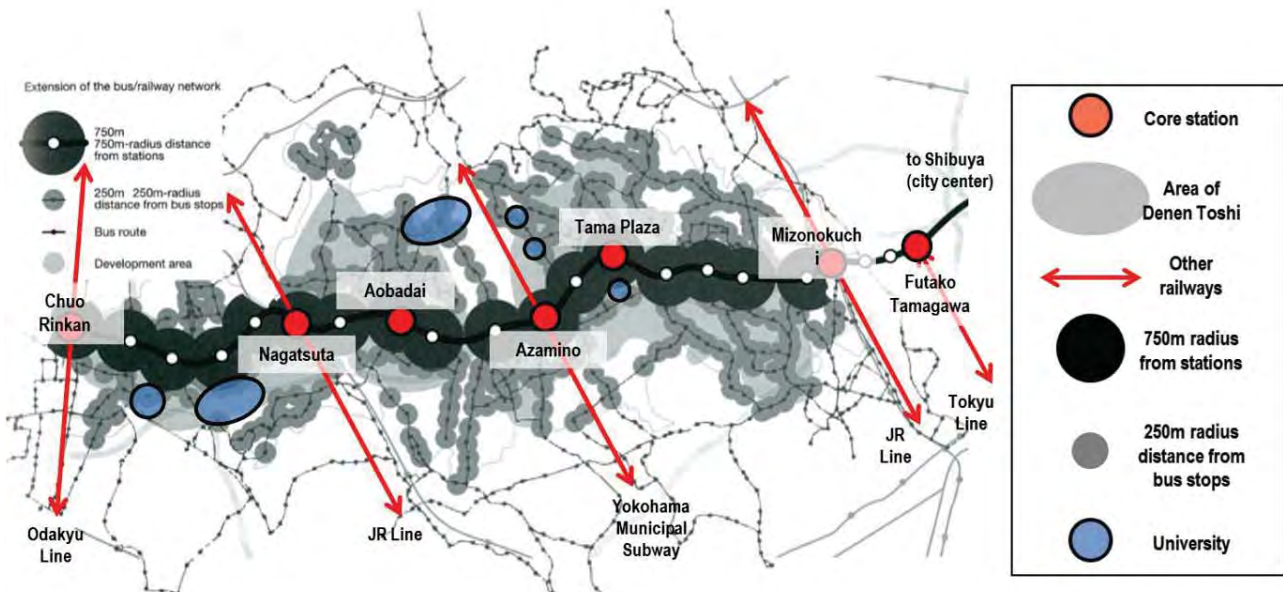 Extension of the bus/railway network
750m
750m-radius distance
from stations
250m 250m-radius
distance from bus stops
Bus route
Development area
Chuo
Rinkan
Nagatsuta
Aobadai
Azamino
Tama Plaza
Mizonokuch
i
to Shibuya
(city center)
Futako
Tamagawa
Tokyu
Line
JR
Line
Yokohama
Municipal
Subway
JR Line
Odakyu
Line
Core station
Area of
Denen Toshi
Other
railways
750m radius
from stations
250m radius
distance from
bus stops
University